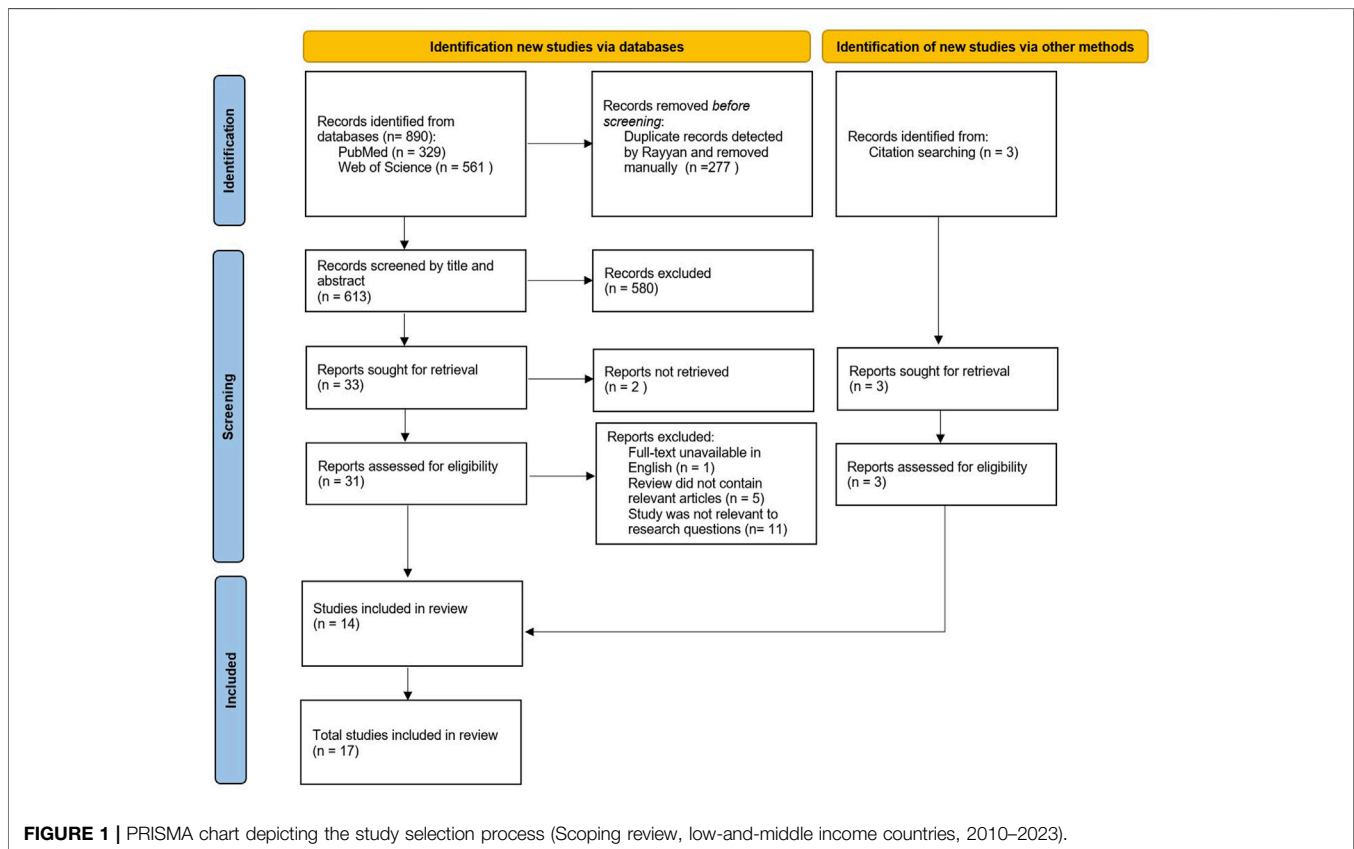 Identification new studies via databases
Identification of new studies via other methods
Identification
Records identified from
databases (n= 890):
PubMed (n = 329)
Web of Science (n = 561 )
Records removed before
screening:
Duplicate records detected
by Rayyan and removed
manually (n =277 )
Records identified from:
Citation searching (n = 3)
Screening
Records screened by title and
abstract
(n = 613)
Records excluded
(n = 580)
Reports sought for retrieval
(n = 33)
Reports not retrieved
(n = 2 )
Reports sought for retrieval
(n = 3)
Reports assessed for eligibility
(n = 31)
Reports excluded:
Full-text unavailable in
English (n = 1)
Review did not contain
relevant articles (n = 5)
Study was not relevant to
research questions (n= 11)
Reports assessed for eligibility
(n = 3)
Included
Studies included in review
(n = 14)
Total studies included in review
(n = 17)
FIGURE 1 | PRISMA chart depicting the study selection process (Scoping review, low-and-middle income countries, 2010–2023).